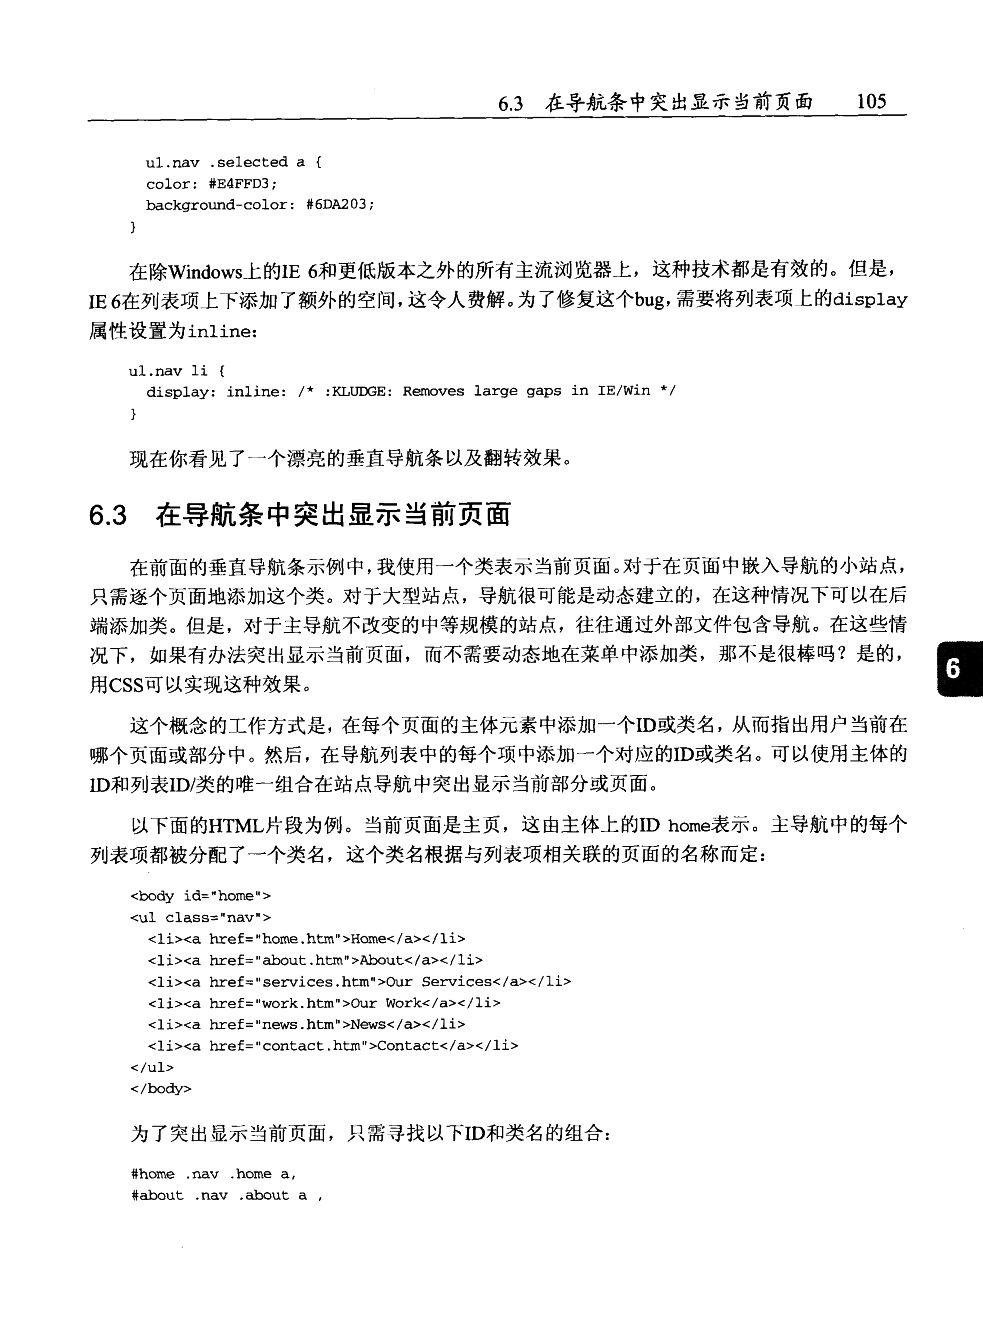 6.3 在导航条中突出显示当前页面 105
ul.nav .selected a {
color: #E4FFD3;
background-color: #6DA203;
}
在除Windows上的IE 6和更低版本之外的所有主流浏览器上，这种技术都是有效的。但是，
IE 6在列表项上下添加了额外的空间，这令人费解。为了修复这个bug，需要将列表项上的display
属性设置为inline：
ul.nav li {
display: inline: /* :KLUDGE: Removes large gaps in IE/Win */
}
现在你看见了一个漂亮的垂直导航条以及翻转效果。
6.3 在导航条中突出显示当前页面
在前面的垂直导航条示例中，我使用一个类表示当前页面。对于在页面中嵌入导航的小站点，
只需逐个页面地添加这个类。对于大型站点，导航很可能是动态建立的，在这种情况下可以在后
端添加类。但是，对于主导航不改变的中等规模的站点，往往通过外部文件包含导航。在这些情
况下，如果有办法突出显示当前页面，而不需要动态地在菜单中添加类，那不是很棒吗？是的，
用CSS可以实现这种效果。
6
这个概念的工作方式是，在每个页面的主体元素中添加一个ID或类名，从而指出用户当前在
哪个页面或部分中。然后，在导航列表中的每个项中添加一个对应的ID或类名。可以使用主体的
ID和列表ID/类的唯一组合在站点导航中突出显示当前部分或页面。
以下面的HTML片段为例。当前页面是主页，这由主体上的ID home表示。主导航中的每个
列表项都被分配了一个类名，这个类名根据与列表项相关联的页面的名称而定：
<body id="home">
<ul class="nav">
<li><a href="home.htm">Home</a></li>
<li><a href="about.htm">About</a></li>
<li><a href="services.htm">Our Services</a></li>
<li><a href="work.htm">Our Work</a></li>
<li><a href="news.htm">News</a></li>
<li><a href="contact.htm">Contact</a></li>
</ul>
</body>
为了突出显示当前页面，只需寻找以下ID和类名的组合：
#home .nav .home a,
#about .nav .about a ,